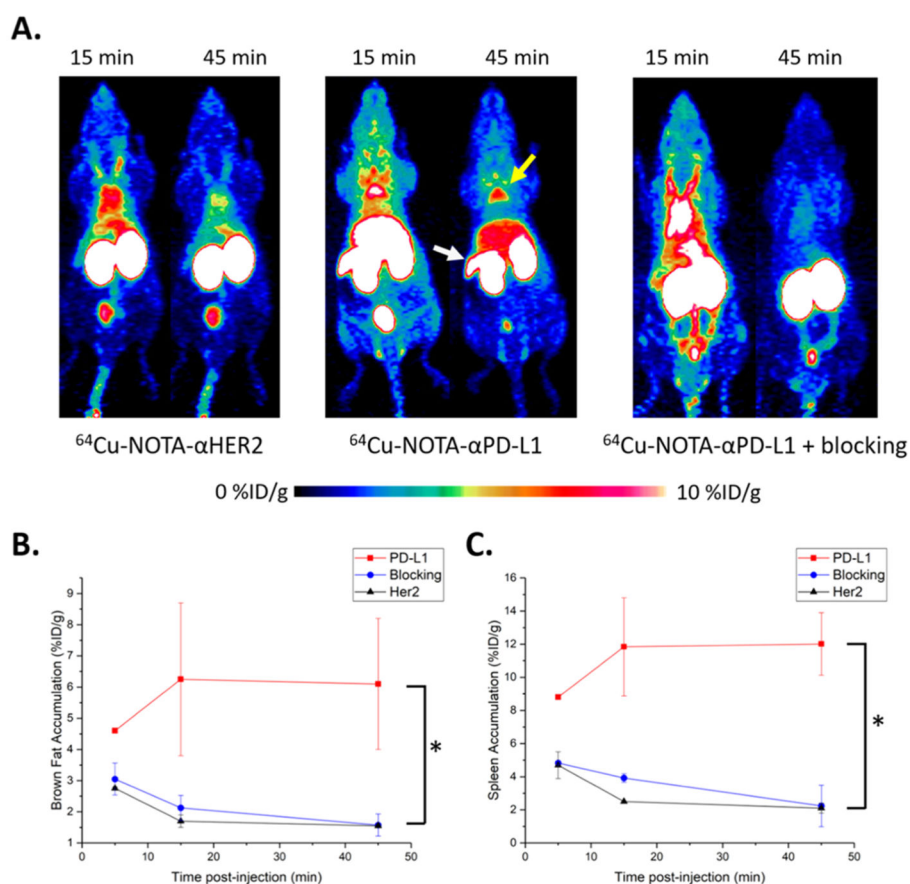 A.
15 min 45 min 15 min 45 min 15 min 45 min
⁶⁴Cu-NOTA-αHER2 ⁶⁴Cu-NOTA-αPD-L1 ⁶⁴Cu-NOTA-αPD-L1 + blocking
0 %ID/g 10 %ID/g
B.
PD-L1
Blocking
Her2
Brown Fat Accumulation (%ID/g)
9
8
7
6
5
4
3
2
1
*
0 10 20 30 40 50
Time post-injection (min)
C.
PD-L1
Blocking
Her2
Spleen Accumulation (%ID/g)
16
14
12
10
8
6
4
2
0
*
0 10 20 30 40 50
Time post-injection (min)